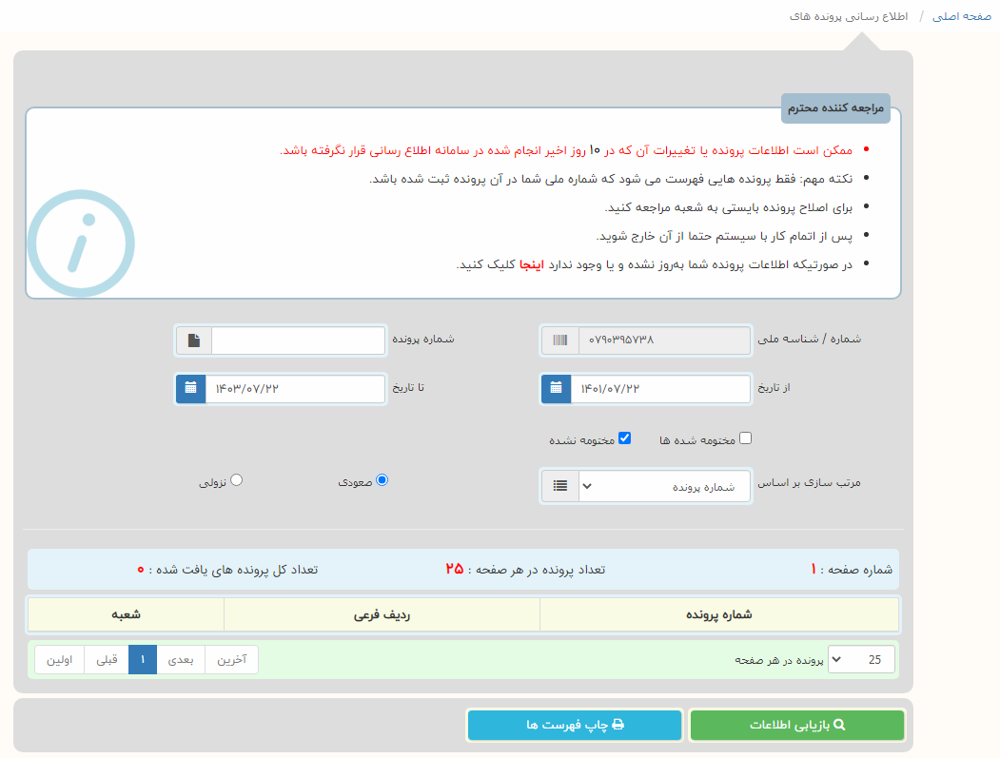 صفحه اصلی / اطلاع رسانی پرونده های
مراجعه کننده محترم
ممکن است اطلاعات پرونده یا تغییرات آن که در ۱۰ روز اخیر انجام شده در سامانه اطلاع رسانی قرار نگرفته باشد.
نکته مهم: فقط پرونده هایی فهرست می شود که شماره ملی شما در آن پرونده ثبت شده باشد.
برای اصلاح پرونده بایستی به شعبه مراجعه کنید.
پس از اتمام کار با سیستم حتما از آن خارج شوید.
در صورتیکه اطلاعات پرونده شما به‌روز نشده و یا وجود ندارد اینجا کلیک کنید.
شماره / شناسه ملی ۰۷۹۰۳۹۵۷۳۸ شماره پرونده
از تاریخ ۱۴۰۱/۰۷/۲۲ تا تاریخ ۱۴۰۳/۰۷/۲۲
مختومه شده ها مختومه نشده
مرتب سازی بر اساس شماره پرونده صعودی نزولی
شماره صفحه : ۱ تعداد پرونده در هر صفحه : ۲۵ تعداد کل پرونده های یافت شده : ۰
شماره پرونده ردیف فرعی شعبه
25 پرونده در هر صفحه آخرین بعدی ۱ قبلی اولین
بازیابی اطلاعات چاپ فهرست ها